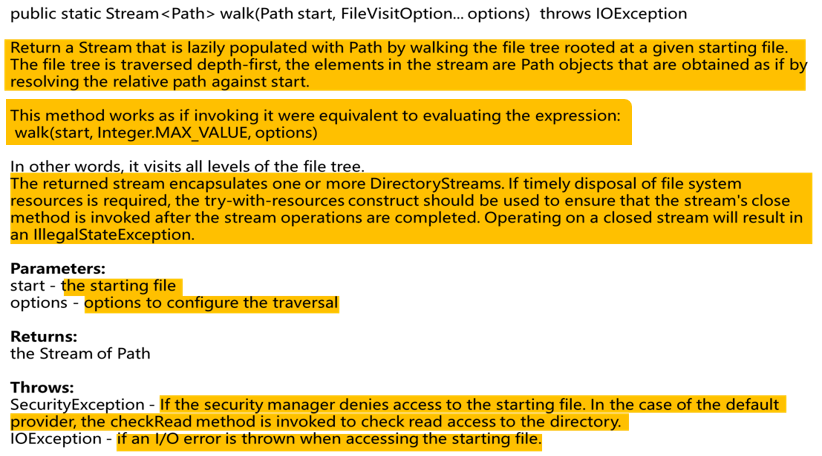 public static Stream<Path> walk(Path start, FileVisitOption... options)  throws IOException
Return a Stream that is lazily populated with Path by walking the file tree rooted at a given starting file.
The file tree is traversed depth-first, the elements in the stream are Path objects that are obtained as if by
resolving the relative path against start.
This method works as if invoking it were equivalent to evaluating the expression:
walk(start, Integer.MAX_VALUE, options)
In other words, it visits all levels of the file tree.
The returned stream encapsulates one or more DirectoryStreams. If timely disposal of file system
resources is required, the try-with-resources construct should be used to ensure that the stream's close
method is invoked after the stream operations are completed. Operating on a closed stream will result in
an IllegalStateException.
Parameters:
start - the starting file
options - options to configure the traversal
Returns:
the Stream of Path
Throws:
SecurityException - If the security manager denies access to the starting file. In the case of the default
provider, the checkRead method is invoked to check read access to the directory.
IOException - if an I/O error is thrown when accessing the starting file.